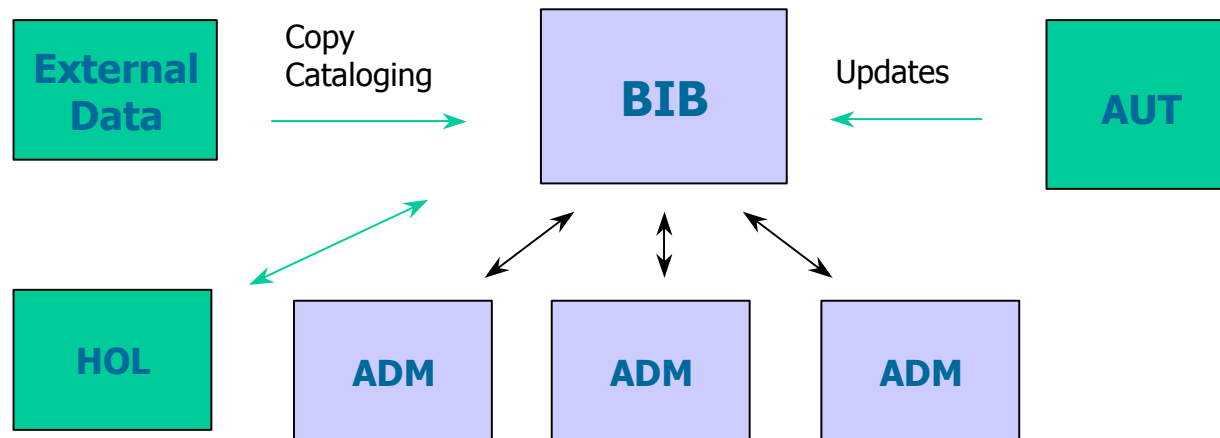 External
Data
Copy
Cataloging
BIB
Updates
AUT
HOL
ADM
ADM
ADM